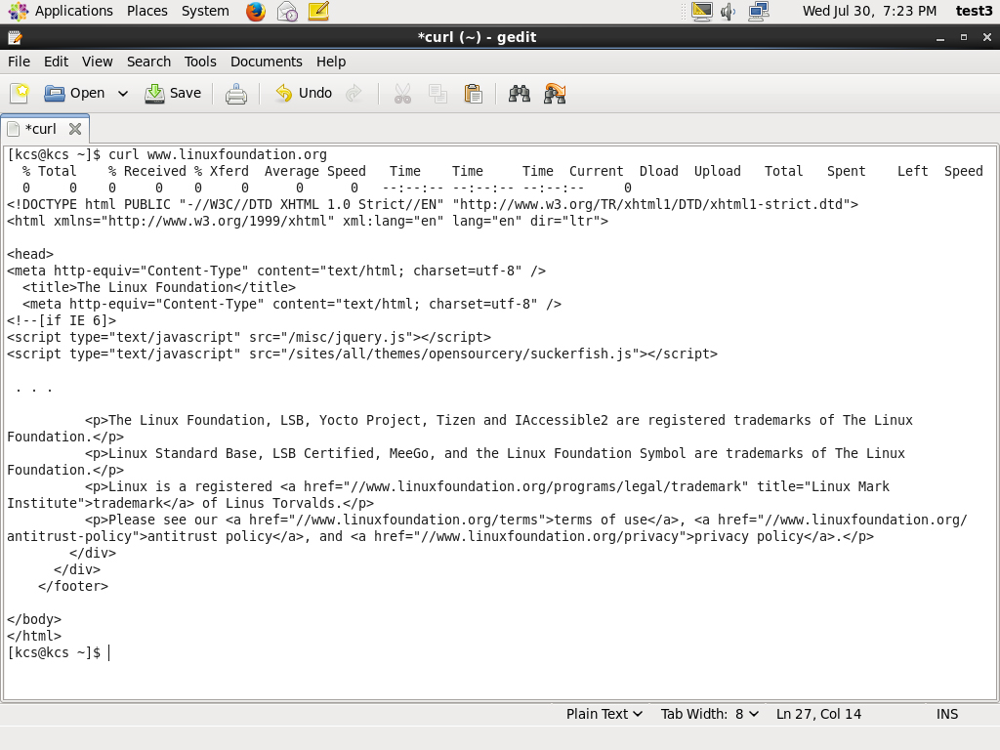 Applications Places System Wed Jul 30, 7:23 PM test3
*curl (~) - gedit
File Edit View Search Tools Documents Help
Open Save Undo
*curl
[kcs@kcs ~]$ curl www.linuxfoundation.org
  % Total    % Received % Xferd  Average Speed   Time    Time     Time  Current  Dload  Upload   Total   Spent    Left  Speed
  0     0    0     0    0     0      0      0   --:--:-- --:--:-- --:--:--     0
<!DOCTYPE html PUBLIC "-//W3C//DTD XHTML 1.0 Strict//EN" "http://www.w3.org/TR/xhtml1/DTD/xhtml1-strict.dtd">
<html xmlns="http://www.w3.org/1999/xhtml" xml:lang="en" lang="en" dir="ltr">
<head>
<meta http-equiv="Content-Type" content="text/html; charset=utf-8" />
  <title>The Linux Foundation</title>
  <meta http-equiv="Content-Type" content="text/html; charset=utf-8" />
<!--[if IE 6]>
<script type="text/javascript" src="/misc/jquery.js"></script>
<script type="text/javascript" src="/sites/all/themes/opensourcery/suckerfish.js"></script>
 . . .
          <p>The Linux Foundation, LSB, Yocto Project, Tizen and IAccessible2 are registered trademarks of The Linux
Foundation.</p>
          <p>Linux Standard Base, LSB Certified, MeeGo, and the Linux Foundation Symbol are trademarks of The Linux
Foundation.</p>
          <p>Linux is a registered <a href="//www.linuxfoundation.org/programs/legal/trademark" title="Linux Mark
Institute">trademark</a> of Linus Torvalds.</p>
          <p>Please see our <a href="//www.linuxfoundation.org/terms">terms of use</a>, <a href="//www.linuxfoundation.org/
antitrust-policy">antitrust policy</a>, and <a href="//www.linuxfoundation.org/privacy">privacy policy</a>.</p>
        </div>
      </div>
    </footer>
</body>
</html>
[kcs@kcs ~]$
Plain Text Tab Width: 8 Ln 27, Col 14 INS